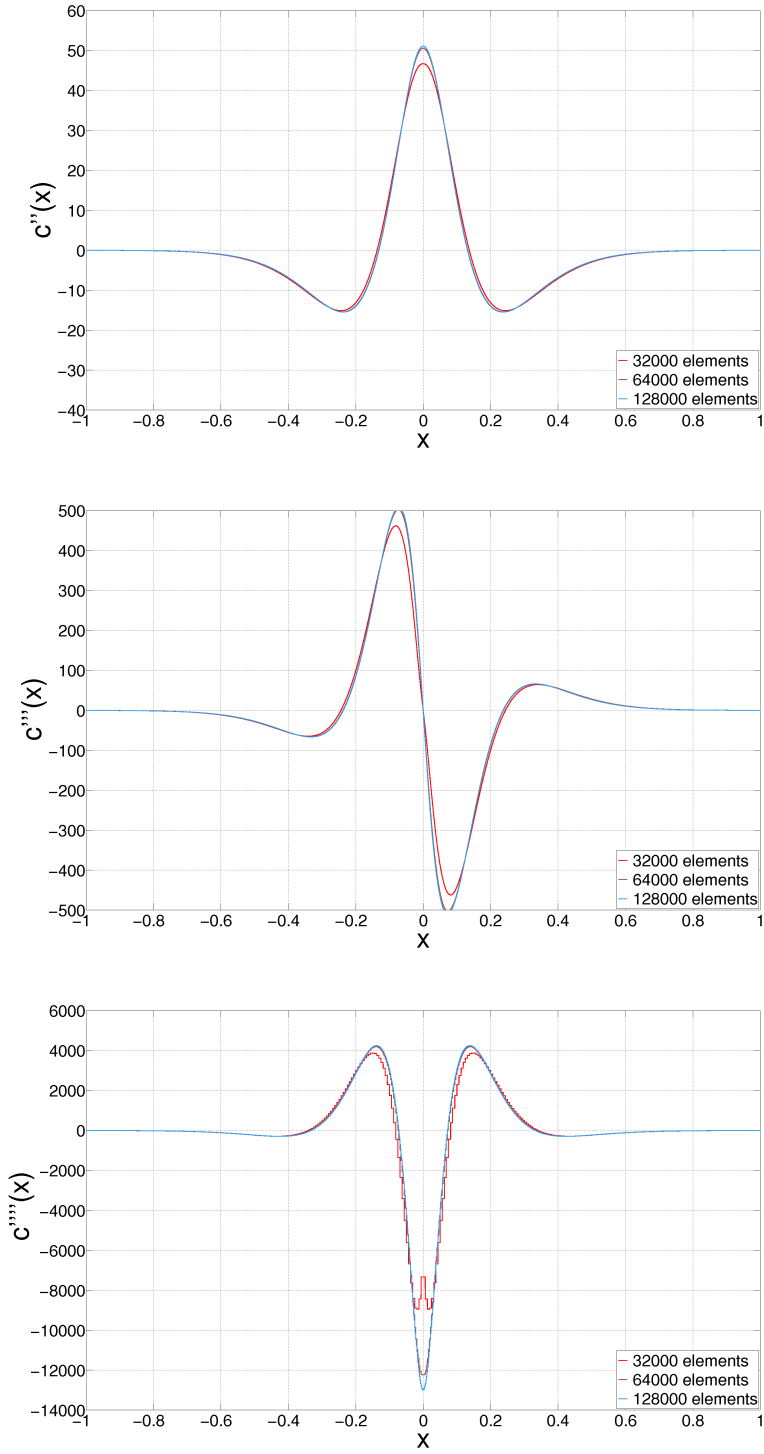 60
50
40
30
20
10
0
−10
−20
−30
−40
c''(x)
32000 elements
64000 elements
128000 elements
−1 −0.8 −0.6 −0.4 −0.2 0 0.2 0.4 0.6 0.8 1
x
500
400
300
200
100
0
−100
−200
−300
−400
−500
c'''(x)
32000 elements
64000 elements
128000 elements
−1 −0.8 −0.6 −0.4 −0.2 0 0.2 0.4 0.6 0.8 1
x
6000
4000
2000
0
−2000
−4000
−6000
−8000
−10000
−12000
−14000
c''''(x)
32000 elements
64000 elements
128000 elements
−1 −0.8 −0.6 −0.4 −0.2 0 0.2 0.4 0.6 0.8 1
x